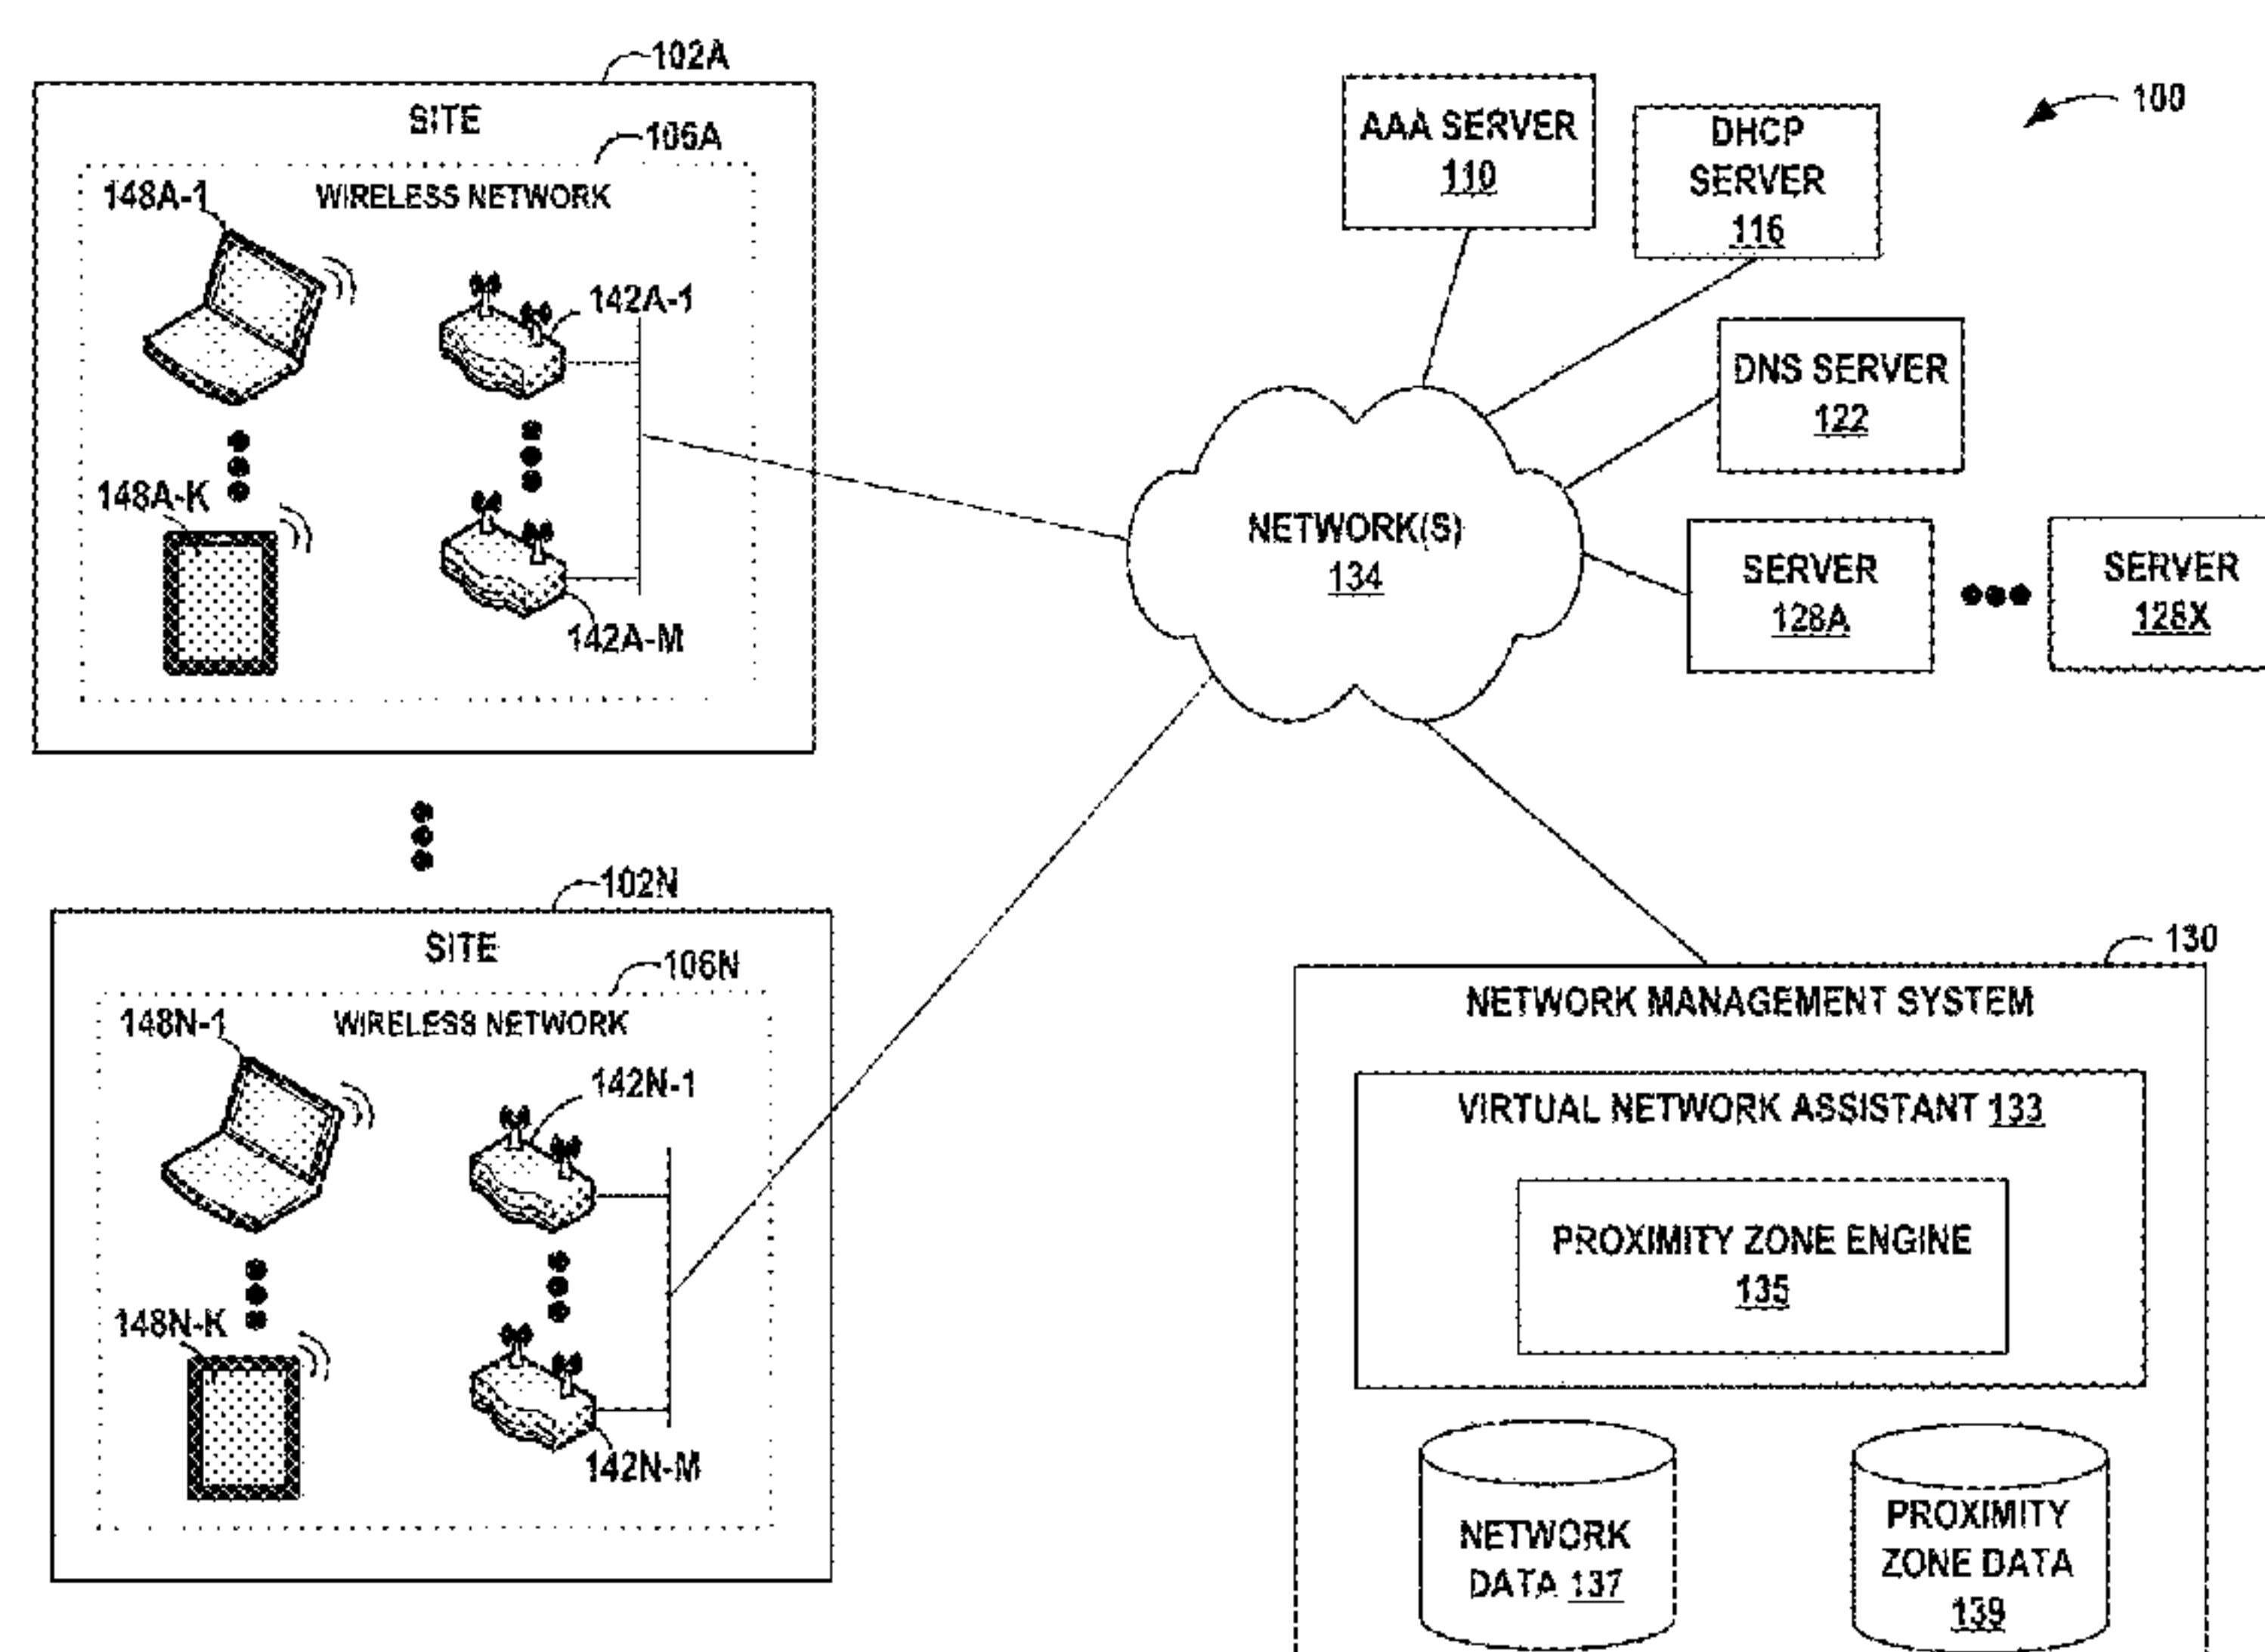 102A
SITE
106A
148A-1
WIRELESS NETWORK
142A-1
148A-K
142A-M
AAA SERVER
110
DHCP
SERVER
116
100
DNS SERVER
122
NETWORK(S)
134
SERVER
128A
SERVER
128X
102N
SITE
106N
148N-1
WIRELESS NETWORK
142N-1
148N-K
142N-M
130
NETWORK MANAGEMENT SYSTEM
VIRTUAL NETWORK ASSISTANT 133
PROXIMITY ZONE ENGINE
135
NETWORK
DATA 137
PROXIMITY
ZONE DATA
139